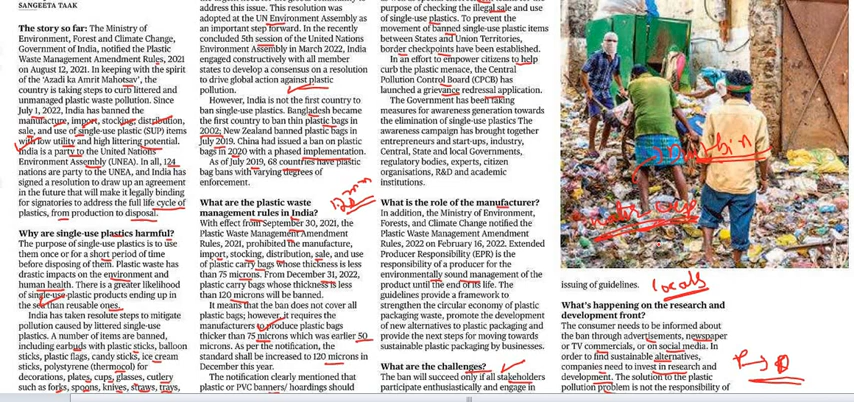 SANGEETA TAAK
The story so far: The Ministry of
Environment, Forest and Climate Change,
Government of India, notified the Plastic
Waste Management Amendment Rules, 2021
on August 12, 2021. In keeping with the spirit
of the 'Azadi ka Amrit Mahotsav', the
country is taking steps to curb littered and
unmanaged plastic waste pollution. Since
July 1, 2022, India has banned the
manufacture, import, stocking, distribution,
sale, and use of single-use plastic (SUP) items
with low utility and high littering potential.
India is a party to the United Nations
Environment Assembly (UNEA). In all, 124
nations are party to the UNEA, and India has
signed a resolution to draw up an agreement
in the future that will make it legally binding
for signatories to address the full life cycle of
plastics, from production to disposal.
Why are single-use plastics harmful?
The purpose of single-use plastics is to use
them once or for a short period of time
before disposing of them. Plastic waste has
drastic impacts on the environment and
human health. There is a greater likelihood
of single-use plastic products ending up in
the sea than reusable ones.
India has taken resolute steps to mitigate
pollution caused by littered single-use
plastics. A number of items are banned,
including earbuds with plastic sticks, balloon
sticks, plastic flags, candy sticks, ice cream
sticks, polystyrene (thermocol) for
decorations, plates, cups, glasses, cutlery
such as forks, spoons, knives, straws, trays,
address this issue. This resolution was
adopted at the UN Environment Assembly as
an important step forward. In the recently
concluded 5th session of the United Nations
Environment Assembly in March 2022, India
engaged constructively with all member
states to develop a consensus on a resolution
to drive global action against plastic
pollution.
However, India is not the first country to
ban single-use plastics. Bangladesh became
the first country to ban thin plastic bags in
2002; New Zealand banned plastic bags in
July 2019. China had issued a ban on plastic
bags in 2020 with a phased implementation.
As of July 2019, 68 countries have plastic
bag bans with varying degrees of
enforcement.
What are the plastic waste
management rules in India?
With effect from September 30, 2021, the
Plastic Waste Management Amendment
Rules, 2021, prohibited the manufacture,
import, stocking, distribution, sale, and use
of plastic carry bags whose thickness is less
than 75 microns. From December 31, 2022,
plastic carry bags whose thickness is less
than 120 microns will be banned.
It means that the ban does not cover all
plastic bags; however, it requires the
manufacturers to produce plastic bags
thicker than 75 microns which was earlier 50
microns. As per the notification, the
standard shall be increased to 120 microns in
December this year.
The notification clearly mentioned that
plastic or PVC banners/ hoardings should
purpose of checking the illegal sale and use
of single-use plastics. To prevent the
movement of banned single-use plastic items
between States and Union Territories,
border checkpoints have been established.
In an effort to empower citizens to help
curb the plastic menace, the Central
Pollution Control Board (CPCB) has
launched a grievance redressal application.
The Government has been taking
measures for awareness generation towards
the elimination of single-use plastics The
awareness campaign has brought together
entrepreneurs and start-ups, industry,
Central, State and local Governments,
regulatory bodies, experts, citizen
organisations, R&D and academic
institutions.
What is the role of the manufacturer?
In addition, the Ministry of Environment,
Forests, and Climate Change notified the
Plastic Waste Management Amendment
Rules, 2022 on February 16, 2022. Extended
Producer Responsibility (EPR) is the
responsibility of a producer for the
environmentally sound management of the
product until the end of its life. The
guidelines provide a framework to
strengthen the circular economy of plastic
packaging waste, promote the development
of new alternatives to plastic packaging and
provide the next steps for moving towards
sustainable plastic packaging by businesses.
What are the challenges?
The ban will succeed only if all stakeholders
participate enthusiastically and engage in
Dustbin
issuing of guidelines.
locals
What's happening on the research and
development front?
The consumer needs to be informed about
the ban through advertisements, newspaper
or TV commercials, or on social media. In
order to find sustainable alternatives,
companies need to invest in research and
development. The solution to the plastic
pollution problem is not the responsibility of